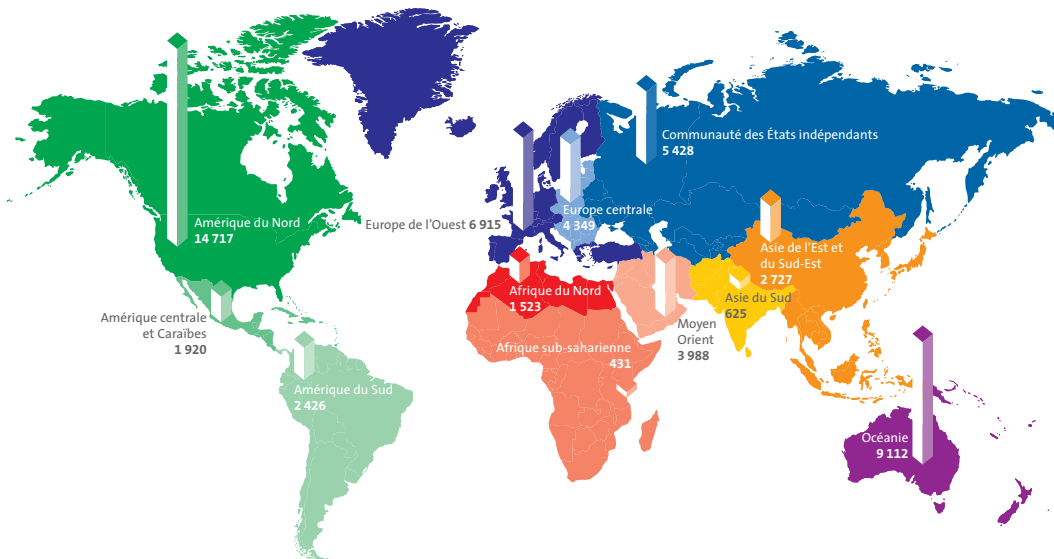 Communauté des États indépendants
5 428
Amérique du Nord
14 717
Europe de l’Ouest 6 915
Europe centrale
4 349
Asie de l’Est et
du Sud-Est
2 727
Afrique du Nord
1 523
Asie du Sud
625
Amérique centrale
et Caraïbes
1 920
Moyen
Orient
3 988
Afrique sub-saharienne
431
Amérique du Sud
2 426
Océanie
9 112